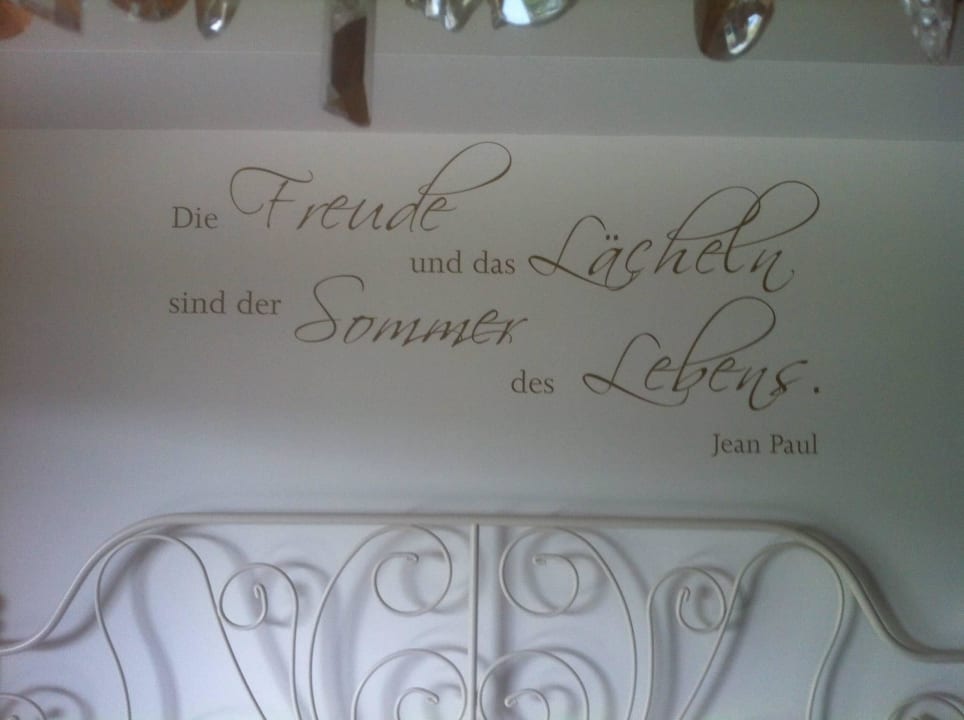 Die Freude
und das Lächeln
sind der Sommer
des Lebens.
Jean Paul